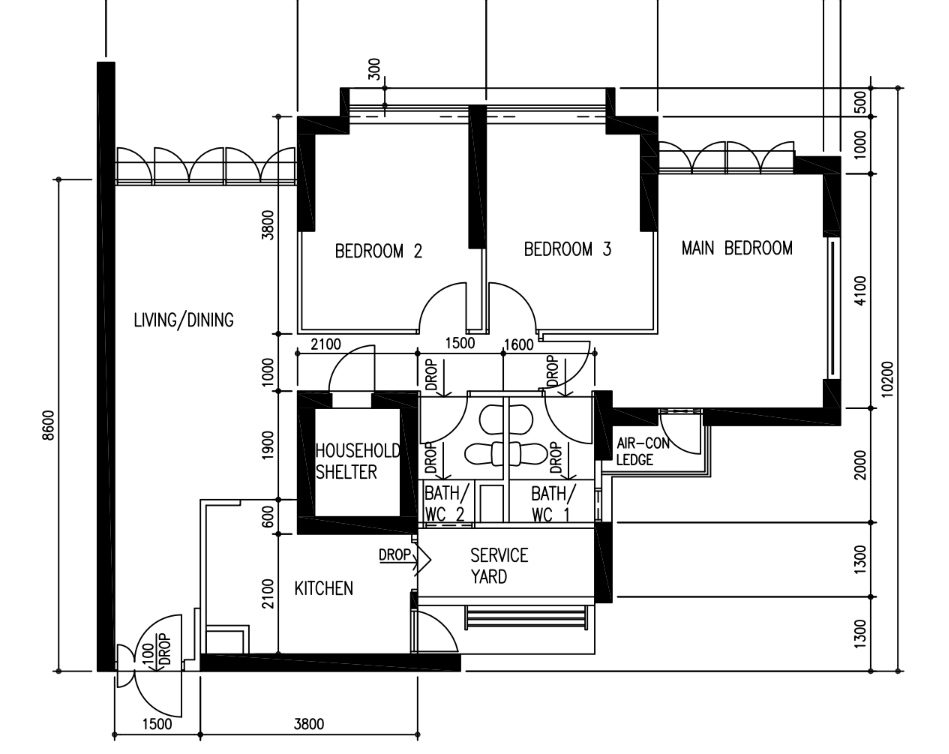 300
500
1000
3800
BEDROOM 2
BEDROOM 3
MAIN BEDROOM
4100
LIVING/DINING
2100
1500
1600
1000
DROP
DROP
10200
8600
1900
HOUSEHOLD
SHELTER
DROP
DROP
AIR-CON
LEDGE
2000
BATH/
WC 2
BATH/
WC 1
600
DROP
SERVICE
YARD
1300
KITCHEN
2100
100
DROP
1300
1500
3800